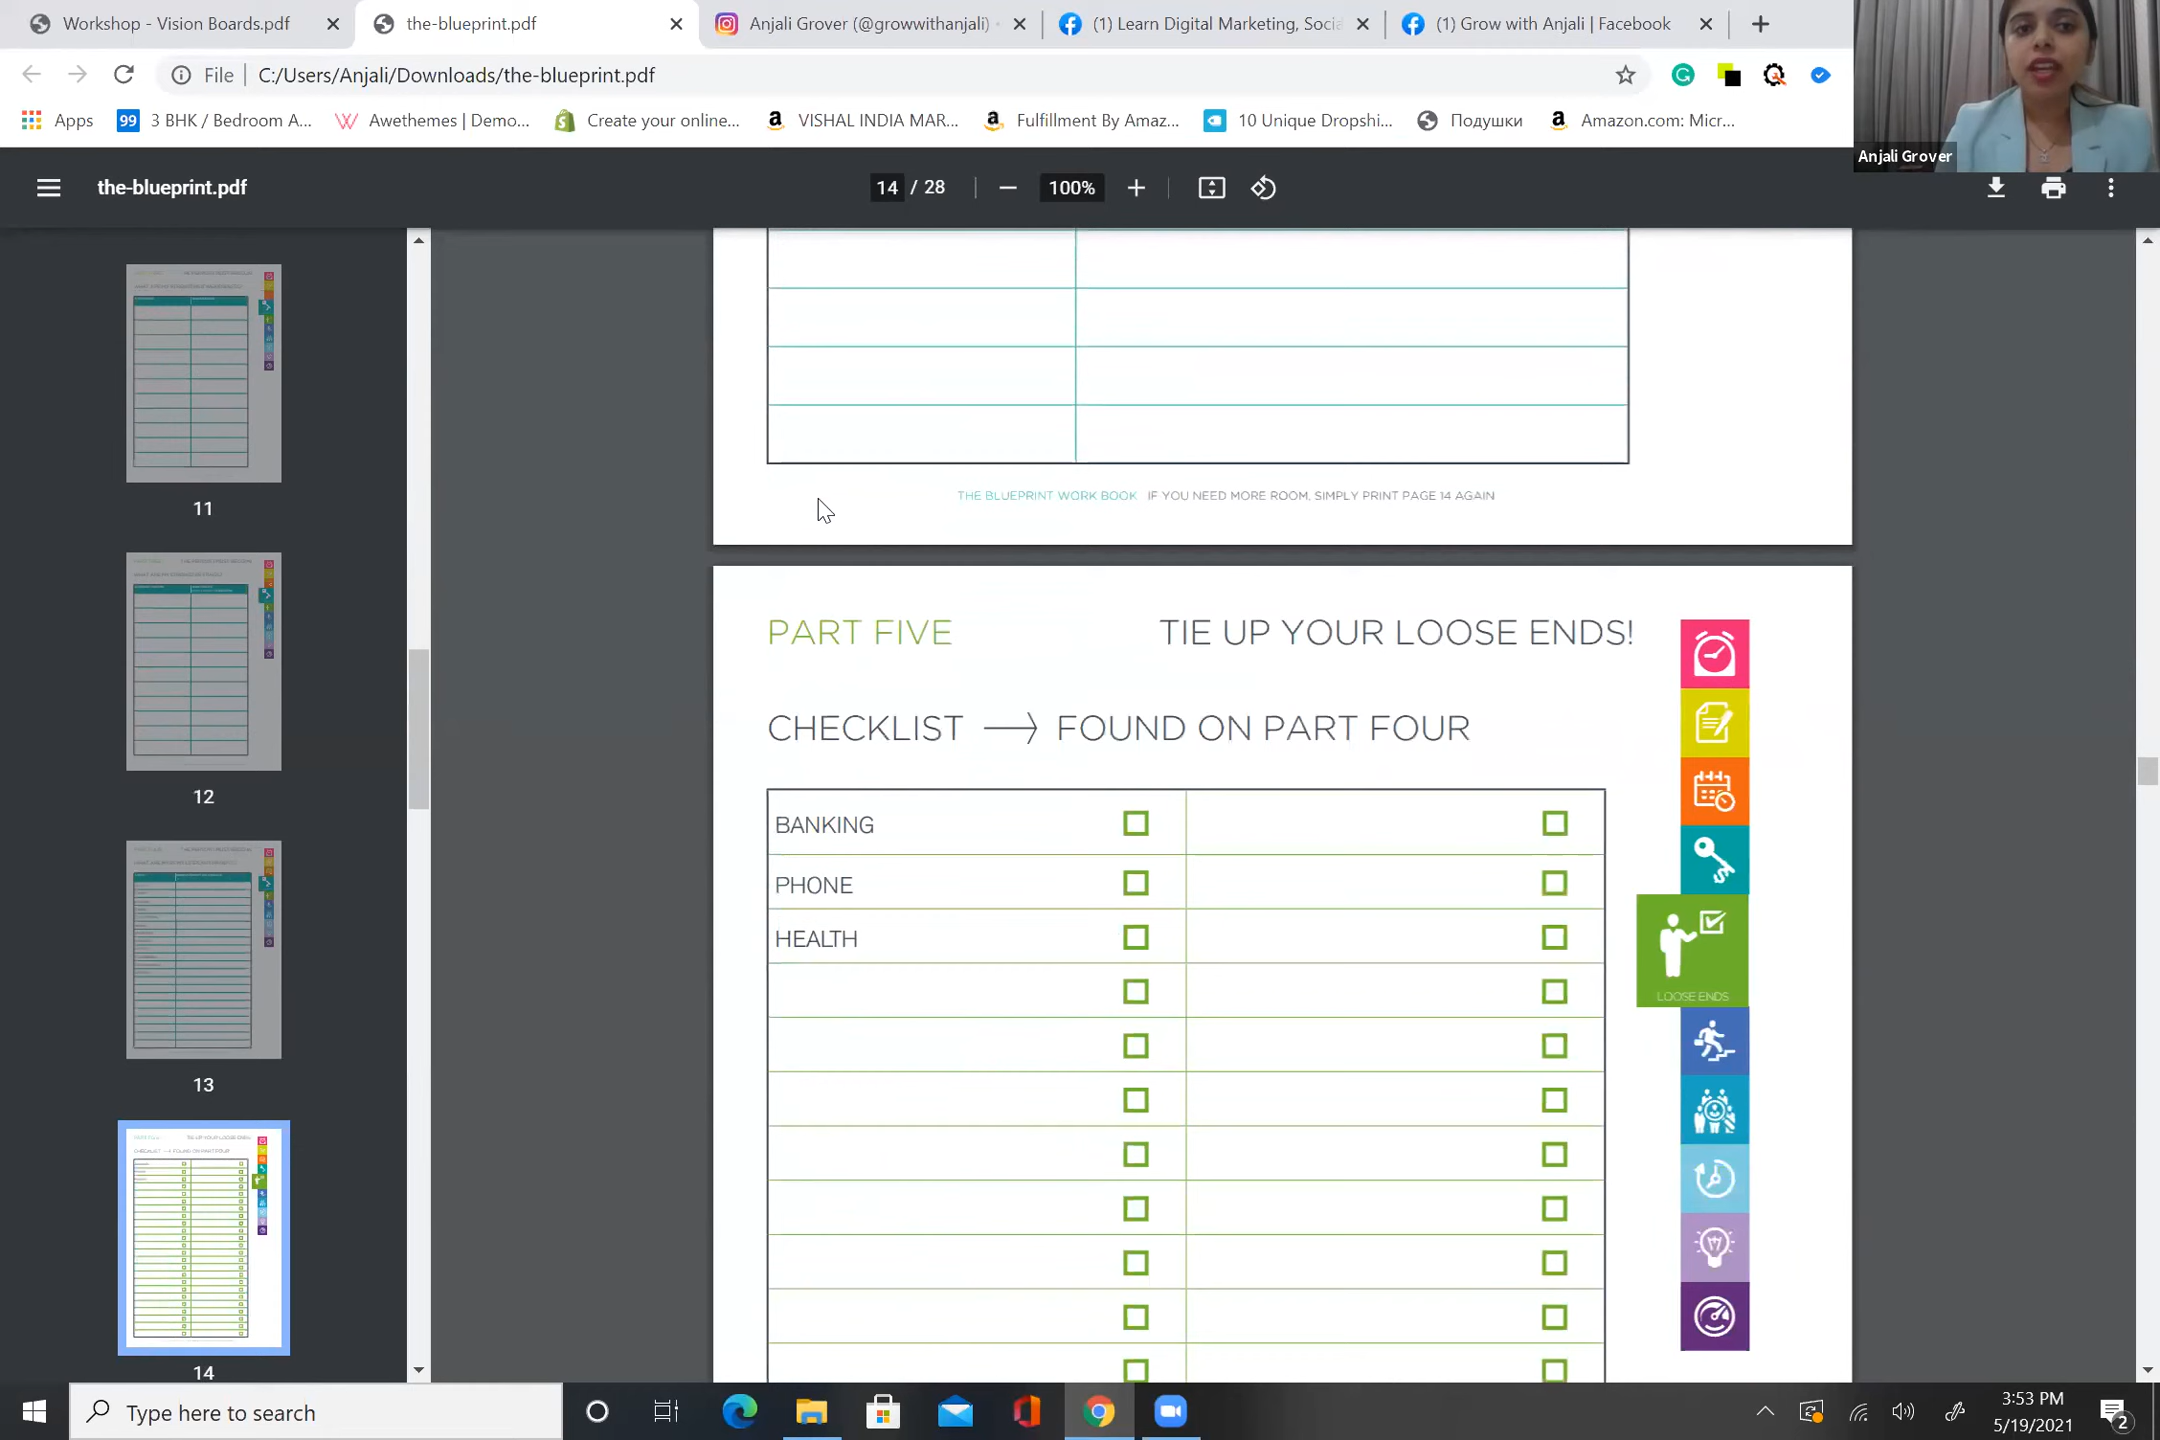 Workshop - Vision Boards.pdf
the-blueprint.pdf
Anjali Grover (@growwithanjali) •
(1) Learn Digital Marketing, Socia
(1) Grow with Anjali | Facebook
File
C:/Users/Anjali/Downloads/the-blueprint.pdf
Apps
99
3 BHK / Bedroom A...
Awethemes | Demo...
Create your online...
VISHAL INDIA MAR...
Fulfillment By Amaz...
10 Unique Dropshi...
Подушки
Amazon.com: Micr...
Anjali Grover
the-blueprint.pdf
14 / 28
100%
11
12
13
14
THE BLUEPRINT WORK BOOK IF YOU NEED MORE ROOM, SIMPLY PRINT PAGE 14 AGAIN
PART FIVE
TIE UP YOUR LOOSE ENDS!
CHECKLIST → FOUND ON PART FOUR
BANKING
PHONE
HEALTH
LOOSE ENDS
Type here to search
3:53 PM
5/19/2021
2